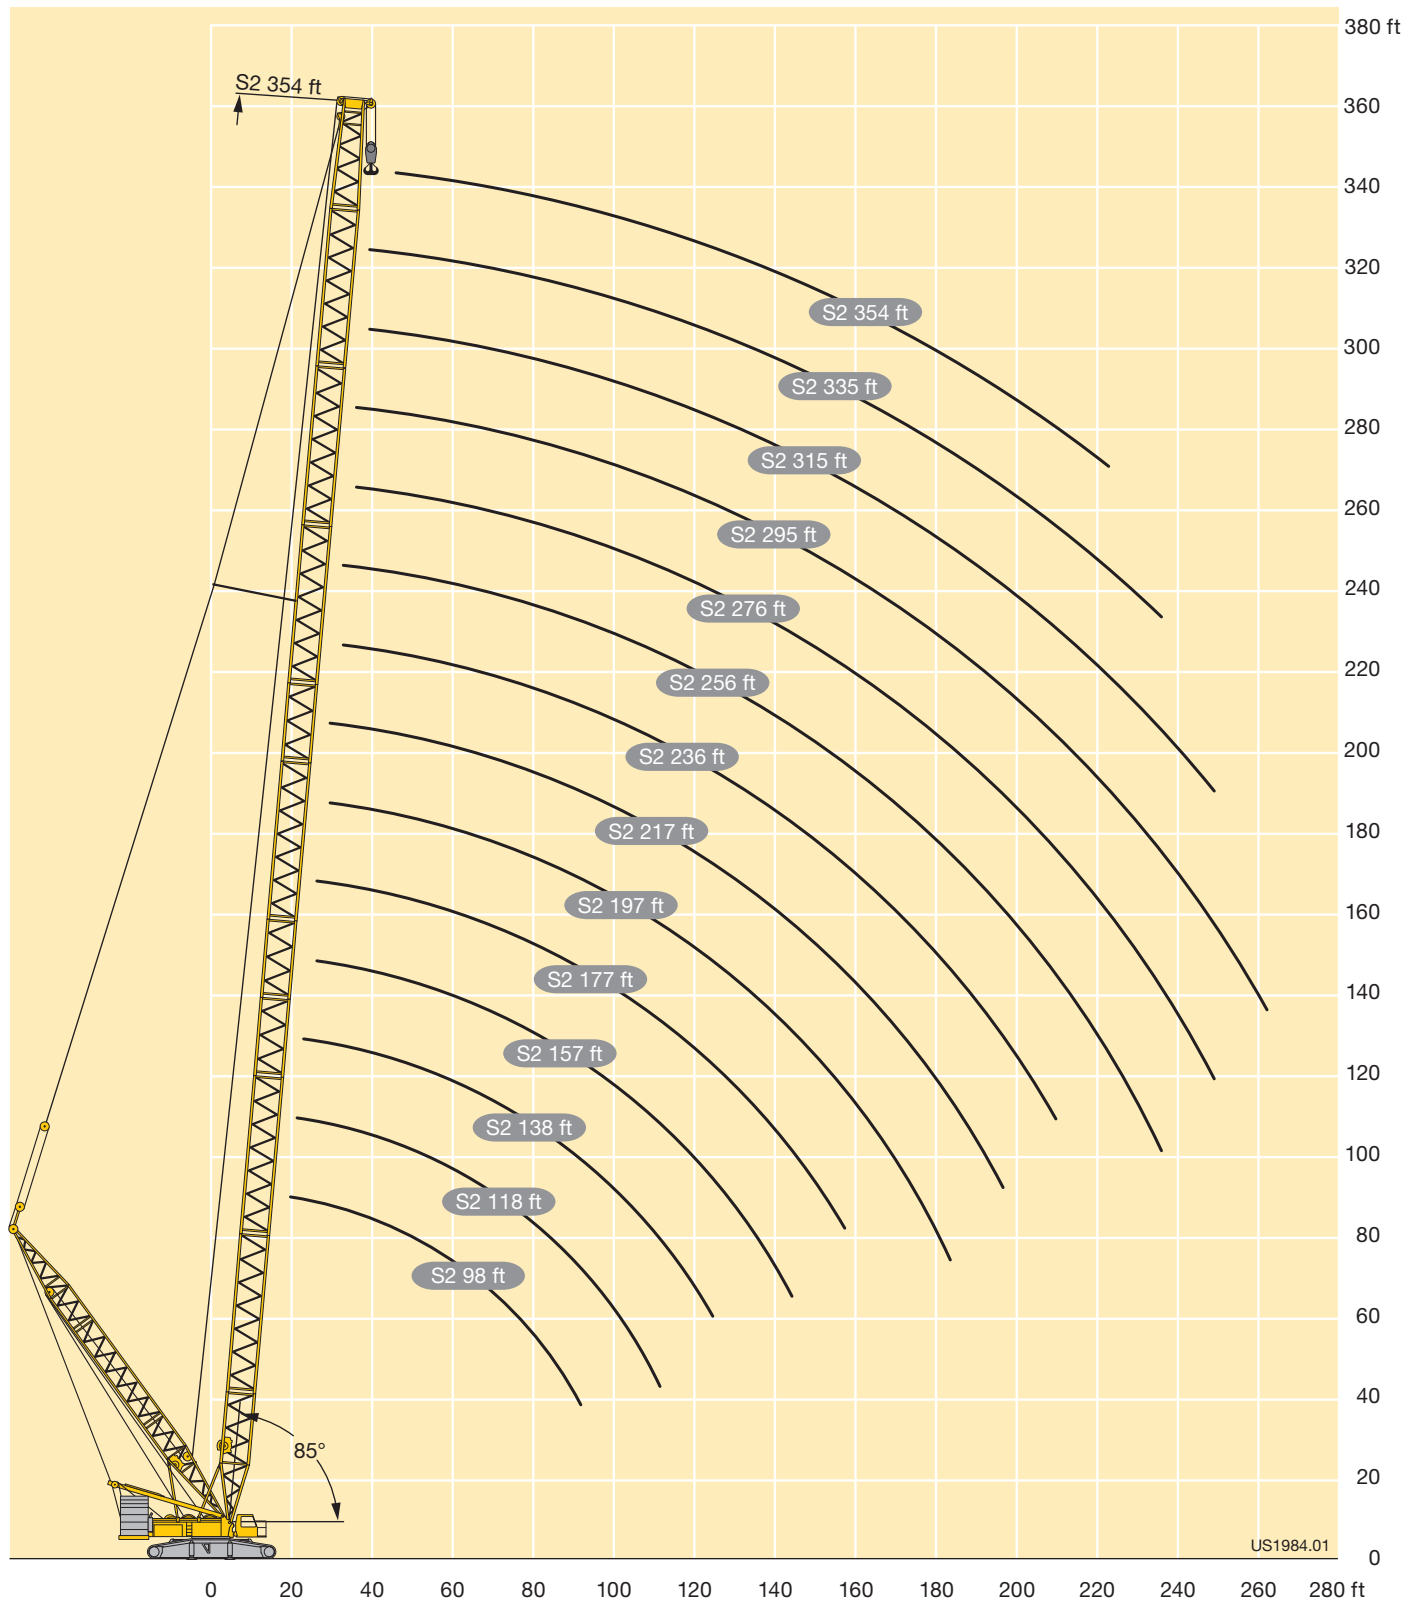 380 ft
S2 354 ft
360
340
320
S2 354 ft
300
S2 335 ft
280
S2 315 ft
260
S2 295 ft
240
S2 276 ft
220
S2 256 ft
200
S2 236 ft
180
S2 217 ft
160
S2 197 ft
140
S2 177 ft
120
S2 157 ft
100
S2 138 ft
80
S2 118 ft
60
S2 98 ft
40
85°
20
US1984.01
0
0 20 40 60 80 100 120 140 160 180 200 220 240 260 280 ft